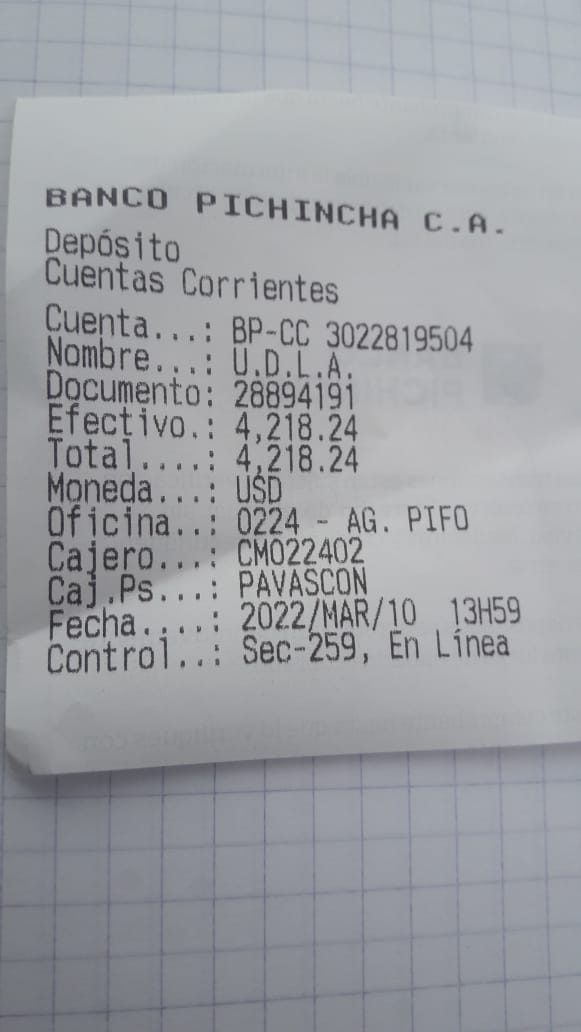 BANCO PICHINCHA C.A.
Depósito
Cuentas Corrientes
Cuenta...: BP-CC 3022819504
Nombre...: U.D.L.A.
Documento: 28894191
Efectivo.: 4,218.24
Total....: 4,218.24
Moneda...: USD
Oficina..: 0224 - AG. PIFO
Cajero...: CM022402
Caj.Ps...: PAVASCON
Fecha....: 2022/MAR/10  13H59
Control..: Sec-259, En Línea